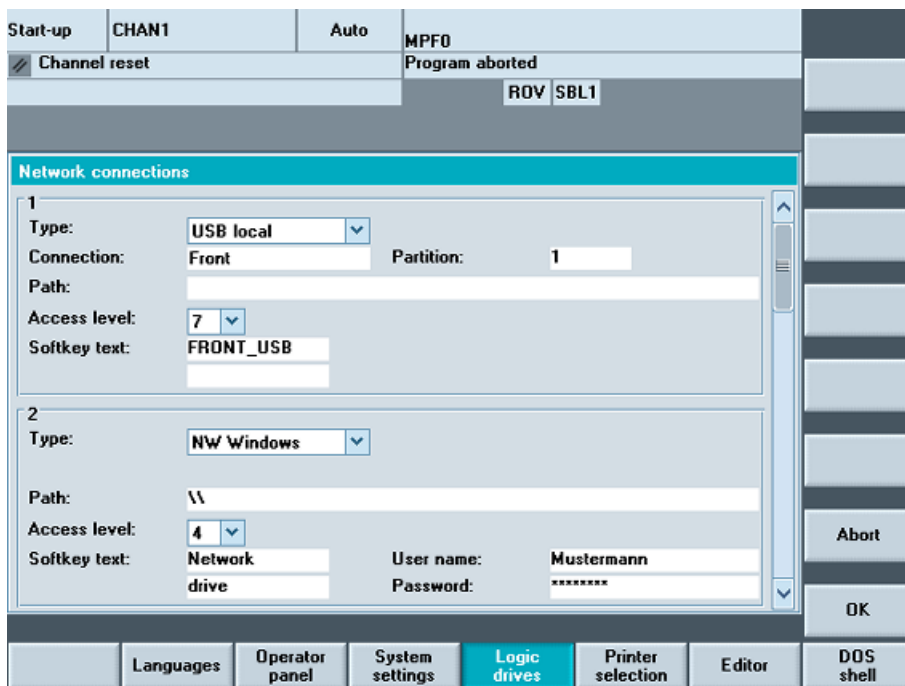 Start-up CHAN1 Auto MPF0
Channel reset Program aborted
ROV SBL1
Network connections
1
Type: USB local
Connection: Front Partition: 1
Path:
Access level: 7
Softkey text: FRONT_USB
2
Type: NW Windows
Path: \\
Access level: 4
Softkey text: Network User name: Mustermann
drive Password: ********
Abort
OK
Languages
Operator
panel
System
settings
Logic
drives
Printer
selection
Editor
DOS
shell